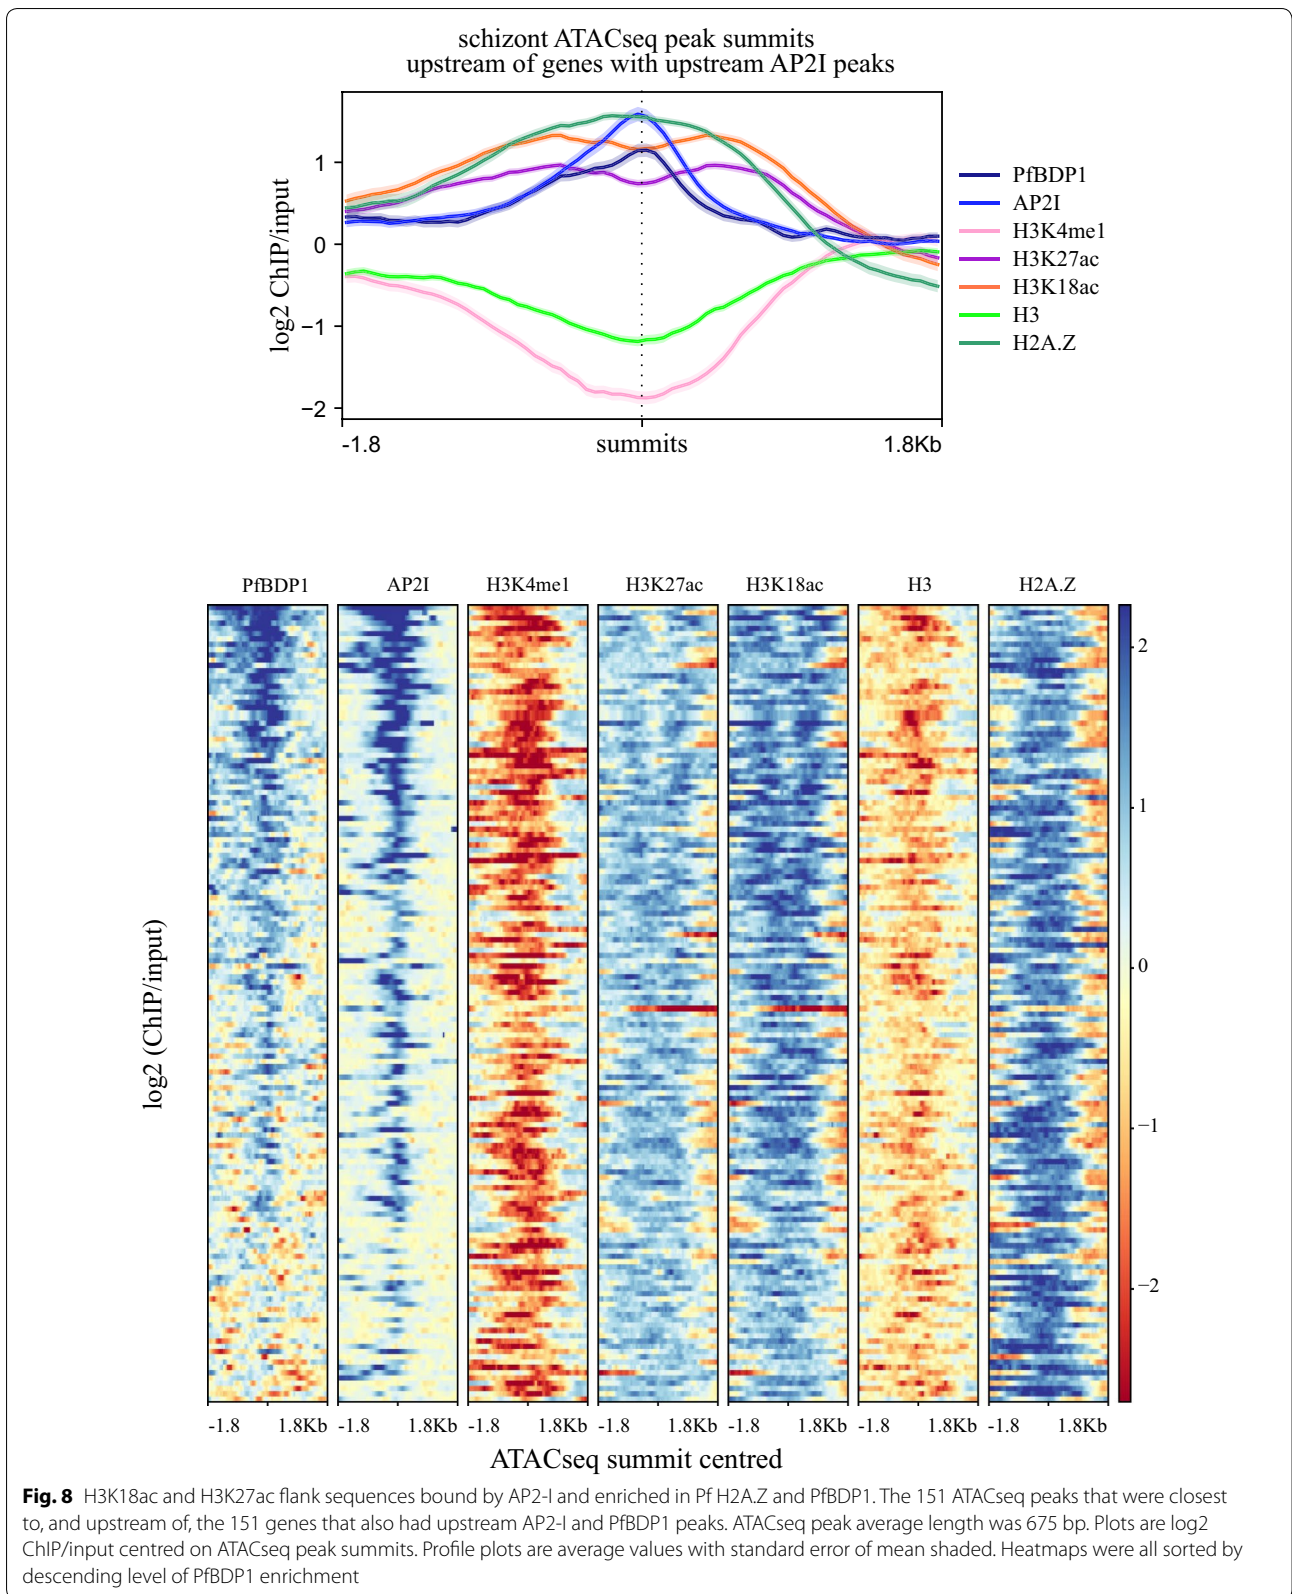 schizont ATACseq peak summits
upstream of genes with upstream AP2I peaks
log2 ChIP/input
1
0
−1
−2
-1.8
summits
1.8Kb
PfBDP1
AP2I
H3K4me1
H3K27ac
H3K18ac
H3
H2A.Z
PfBDP1 AP2I H3K4me1 H3K27ac H3K18ac H3 H2A.Z
log2 (ChIP/input)
2
1
0
−1
−2
-1.8 1.8Kb -1.8 1.8Kb -1.8 1.8Kb -1.8 1.8Kb -1.8 1.8Kb -1.8 1.8Kb -1.8 1.8Kb
ATACseq summit centred
Fig. 8 H3K18ac and H3K27ac flank sequences bound by AP2-I and enriched in Pf H2A.Z and PfBDP1. The 151 ATACseq peaks that were closest
to, and upstream of, the 151 genes that also had upstream AP2-I and PfBDP1 peaks. ATACseq peak average length was 675 bp. Plots are log2
ChIP/input centred on ATACseq peak summits. Profile plots are average values with standard error of mean shaded. Heatmaps were all sorted by
descending level of PfBDP1 enrichment